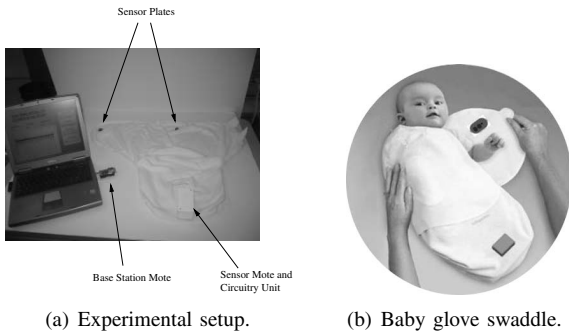 Sensor Plates
Base Station Mote
Sensor Mote and
Circuitry Unit
(a) Experimental setup.
(b) Baby glove swaddle.